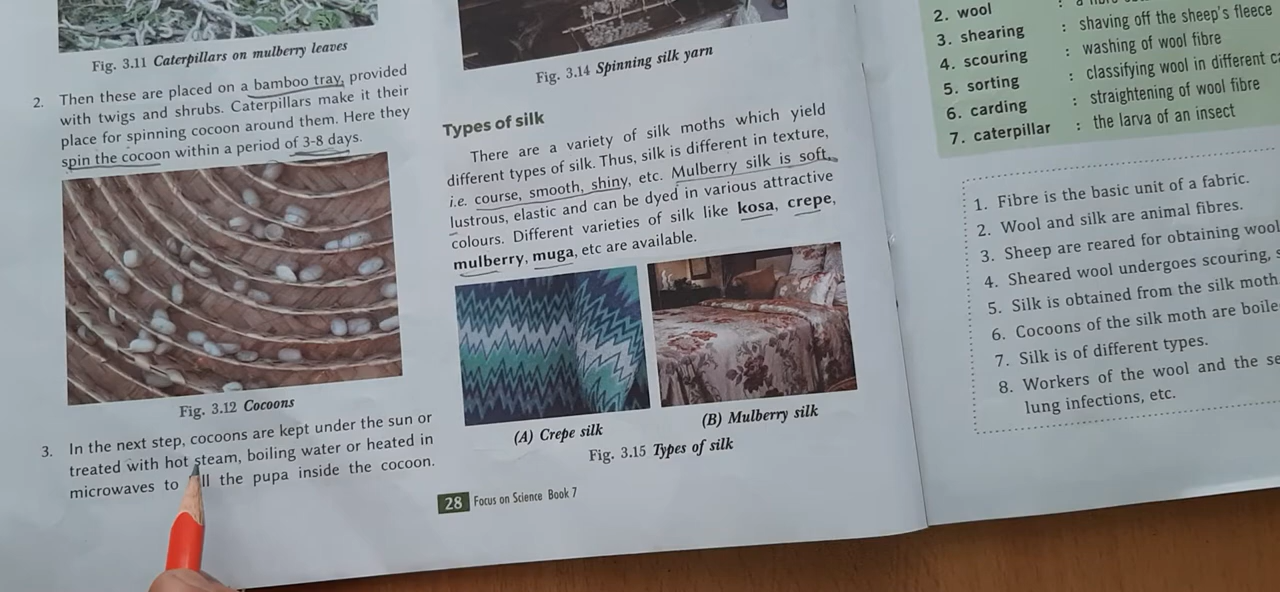 Fig. 3.11 Caterpillars on mulberry leaves
2. Then these are placed on a bamboo tray, provided
with twigs and shrubs. Caterpillars make it their
place for spinning cocoon around them. Here they
spin the cocoon within a period of 3-8 days.
Fig. 3.12 Cocoons
3. In the next step, cocoons are kept under the sun or
treated with hot steam, boiling water or heated in
microwaves to the pupa inside the cocoon.
Fig. 3.14 Spinning silk yarn
Types of silk
There are a variety of silk moths which yield
different types of silk. Thus, silk is different in texture,
i.e. course, smooth, shiny, etc. Mulberry silk is soft,
lustrous, elastic and can be dyed in various attractive
colours. Different varieties of silk like kosa, crepe,
mulberry, muga, etc are available.
(A) Crepe silk
(B) Mulberry silk
Fig. 3.15 Types of silk
28 Focus on Science Book 7
2. wool :
3. shearing : shaving off the sheep's fleece
4. scouring : washing of wool fibre
5. sorting : classifying wool in different
6. carding : straightening of wool fibre
7. caterpillar : the larva of an insect
1. Fibre is the basic unit of a fabric.
2. Wool and silk are animal fibres.
3. Sheep are reared for obtaining wool
4. Sheared wool undergoes scouring,
5. Silk is obtained from the silk moth
6. Cocoons of the silk moth are
7. Silk is of different types.
8. Workers of the wool and the
lung infections, etc.